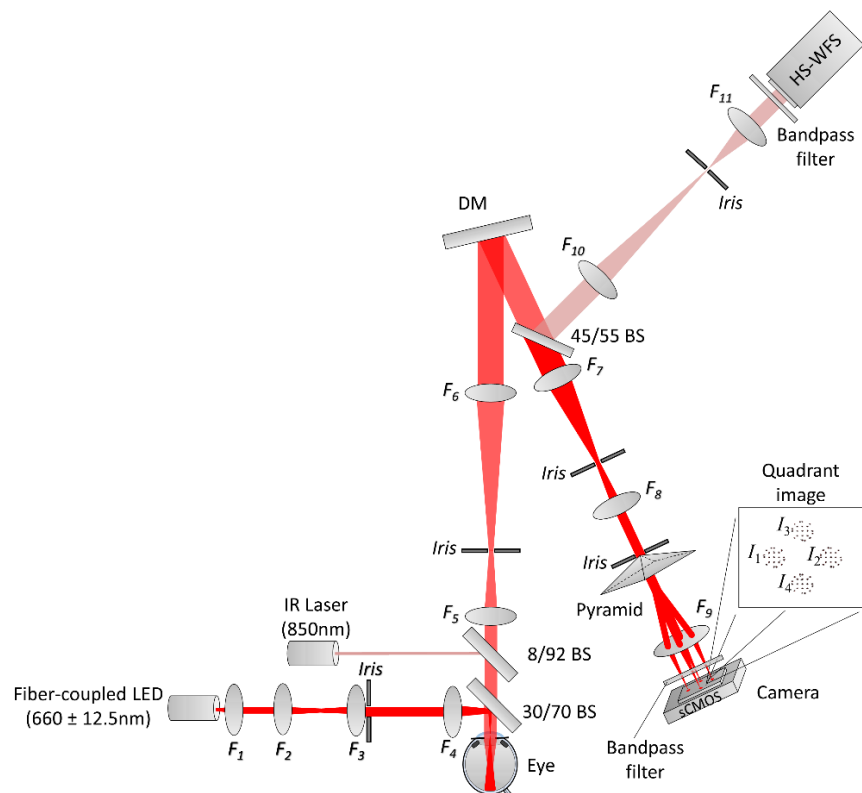 HS-WFS
F11
Bandpass
filter
Iris
DM
F10
45/55 BS
F7
F6
Iris
Quadrant
image
F8
I3
I1
I2
I4
Iris
Iris
Pyramid
F9
IR Laser
(850nm)
F5
8/92 BS
Iris
Fiber-coupled LED
(660 ± 12.5nm)
30/70 BS
sCMOS
Camera
F1
F2
F3
F4
Eye
Bandpass
filter